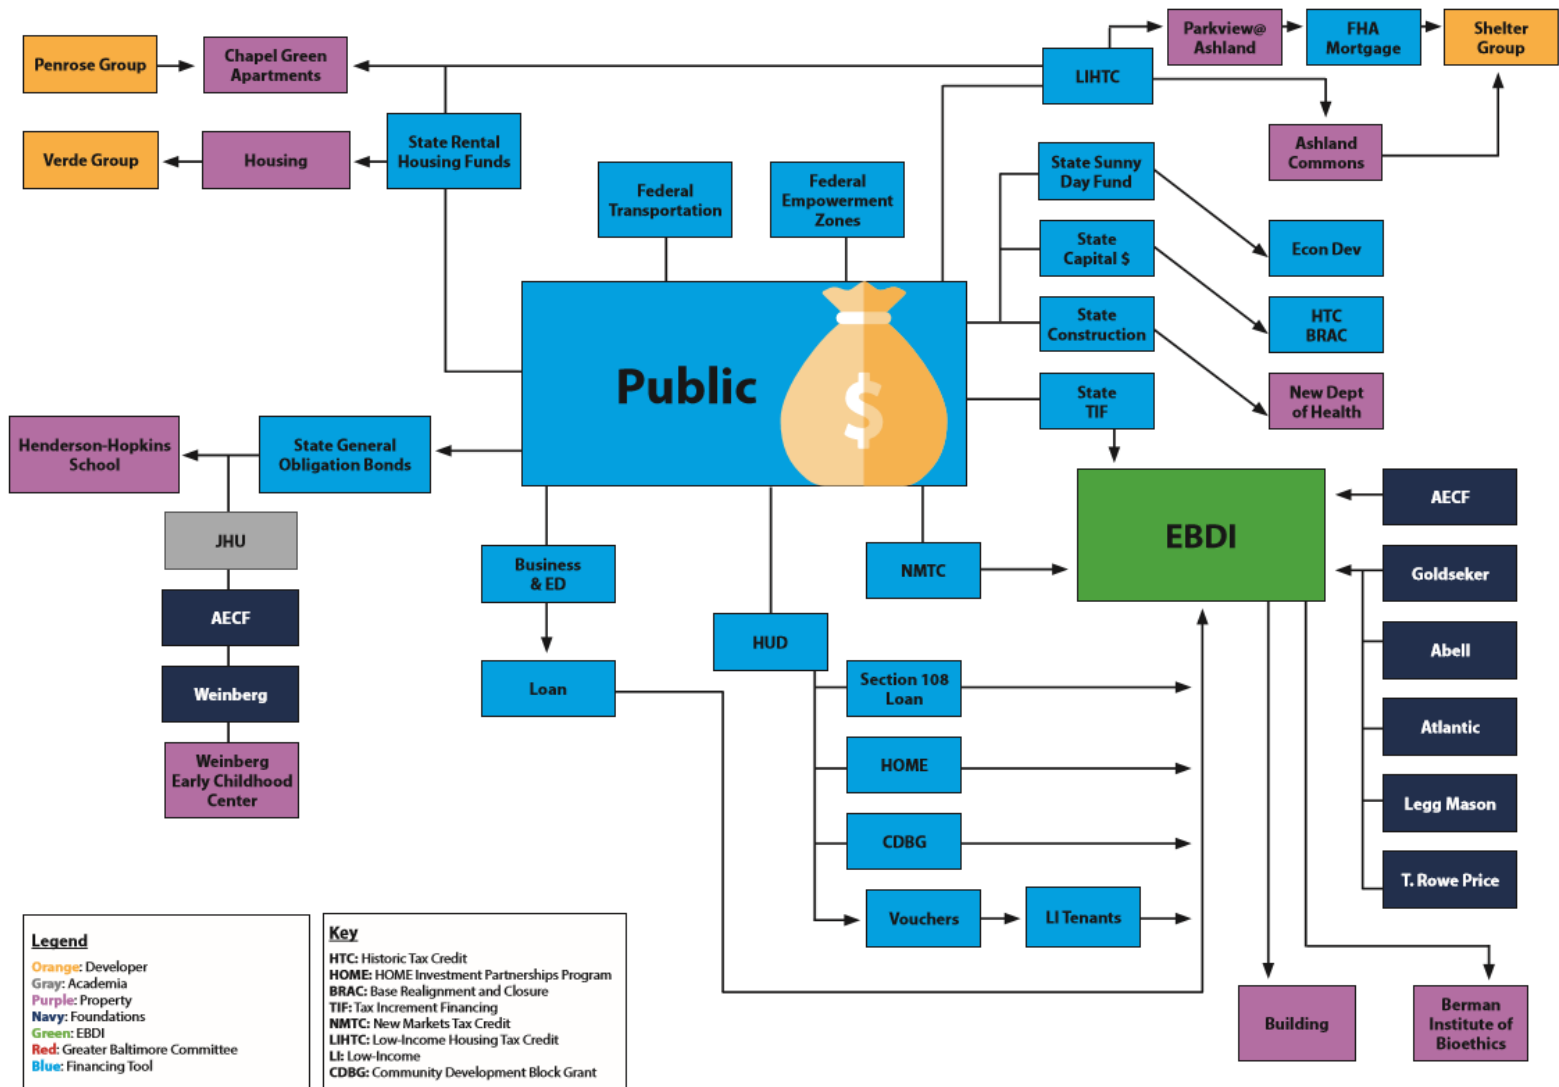 Penrose Group
Chapel Green
Apartments
LIHTC
Parkview@
Ashland
FHA
Mortgage
Shelter
Group
Verde Group
Housing
State Rental
Housing Funds
Federal
Transportation
Federal
Empowerment
Zones
State Sunny
Day Fund
Ashland
Commons
State
Capital $
Econ Dev
State
Construction
HTC
BRAC
Public
$
State
TIF
New Dept
of Health
Henderson-Hopkins
School
State General
Obligation Bonds
JHU
AECF
Weinberg
Weinberg
Early Childhood
Center
Business
& ED
Loan
HUD
NMTC
EBDI
AECF
Goldseker
Abell
Atlantic
Legg Mason
T. Rowe Price
Section 108
Loan
HOME
CDBG
Vouchers
LI Tenants
Building
Berman
Institute of
Bioethics
Legend
Orange: Developer
Gray: Academia
Purple: Property
Navy: Foundations
Green: EBDI
Red: Greater Baltimore Committee
Blue: Financing Tool
Key
HTC: Historic Tax Credit
HOME: HOME Investment Partnerships Program
BRAC: Base Realignment and Closure
TIF: Tax Increment Financing
NMTC: New Markets Tax Credit
LIHTC: Low-Income Housing Tax Credit
LI: Low-Income
CDBG: Community Development Block Grant